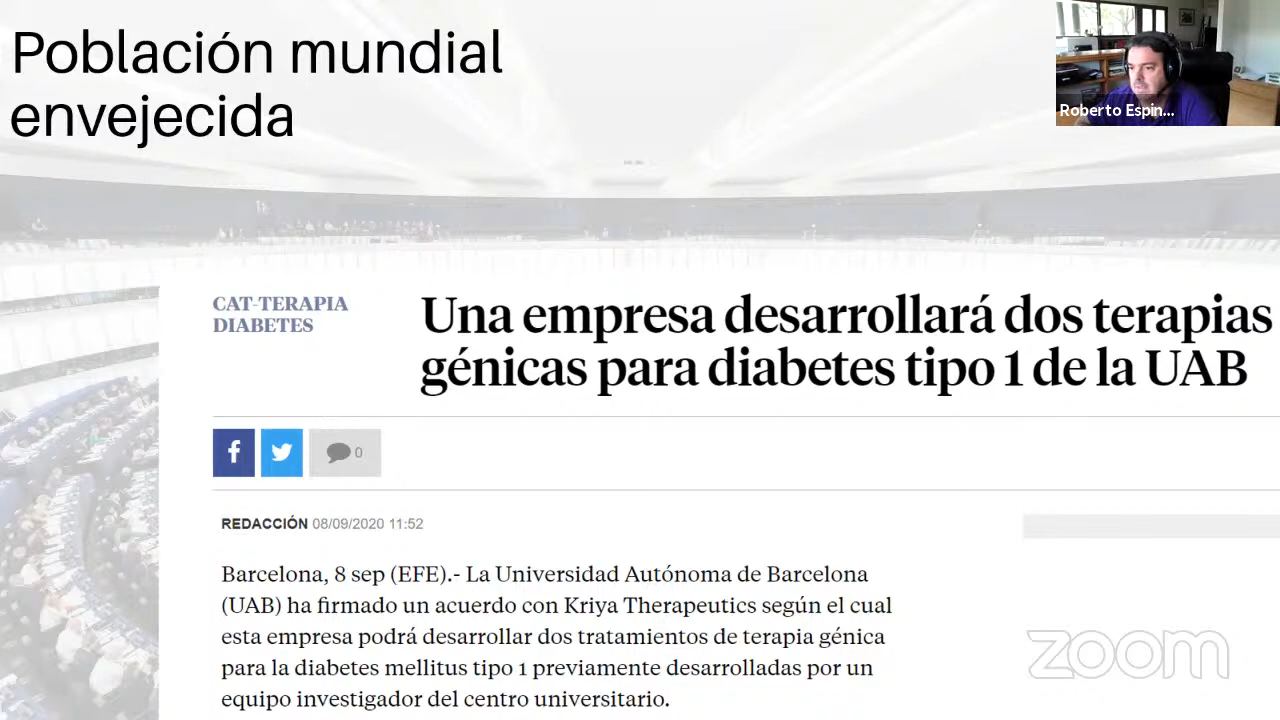 Población mundial
envejecida
Roberto Espin...
CAT-TERAPIA
DIABETES
Una empresa desarrollará dos terapias
génicas para diabetes tipo 1 de la UAB
0
REDACCIÓN 08/09/2020 11:52
Barcelona, 8 sep (EFE).- La Universidad Autónoma de Barcelona
(UAB) ha firmado un acuerdo con Kriya Therapeutics según el cual
esta empresa podrá desarrollar dos tratamientos de terapia génica
para la diabetes mellitus tipo 1 previamente desarrolladas por un
equipo investigador del centro universitario.
zoom